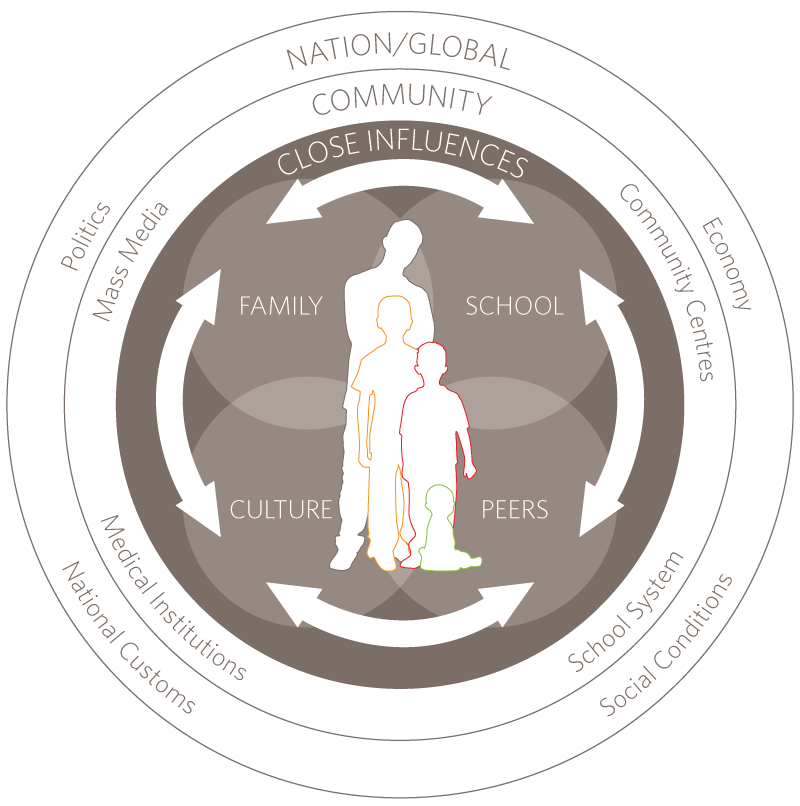 NATION/GLOBAL
COMMUNITY
CLOSE INFLUENCES
Politics
Mass Media
Community Centres
Economy
FAMILY
SCHOOL
CULTURE
PEERS
Medical Institutions
National Customs
School System
Social Conditions